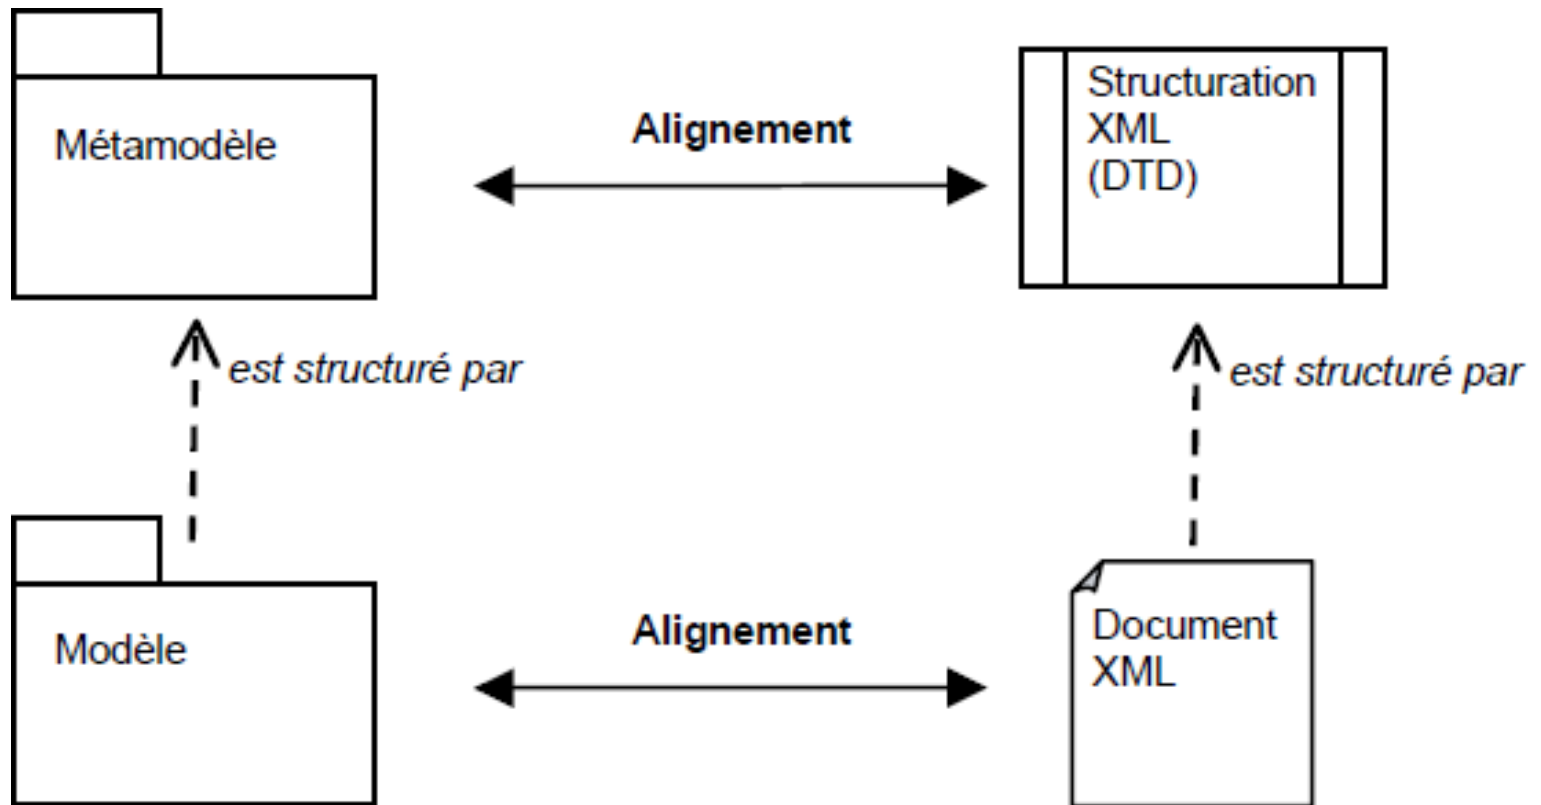 Métamodèle
Alignement
Structuration
XML
(DTD)
est structuré par
est structuré par
Modèle
Alignement
Document
XML